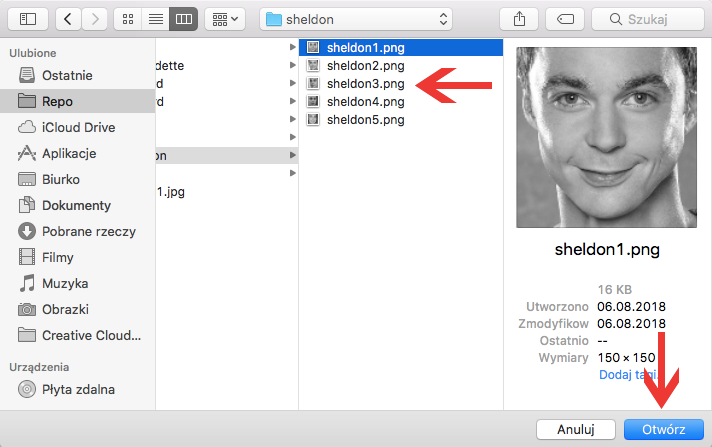 sheldon
Szukaj
Ulubione
Ostatnie
Repo
iCloud Drive
Aplikacje
Biurko
Dokumenty
Pobrane rzeczy
Filmy
Muzyka
Obrazki
Creative Cloud...
Urządzenia
Płyta zdalna
dette
d
rd
on
1.jpg
sheldon1.png
sheldon2.png
sheldon3.png
sheldon4.png
sheldon5.png
sheldon1.png
16 KB
Utworzono 06.08.2018
Zmodyfikow 06.08.2018
Ostatnio --
Wymiary 150 × 150
Dodaj tagi...
Anuluj
Otwórz